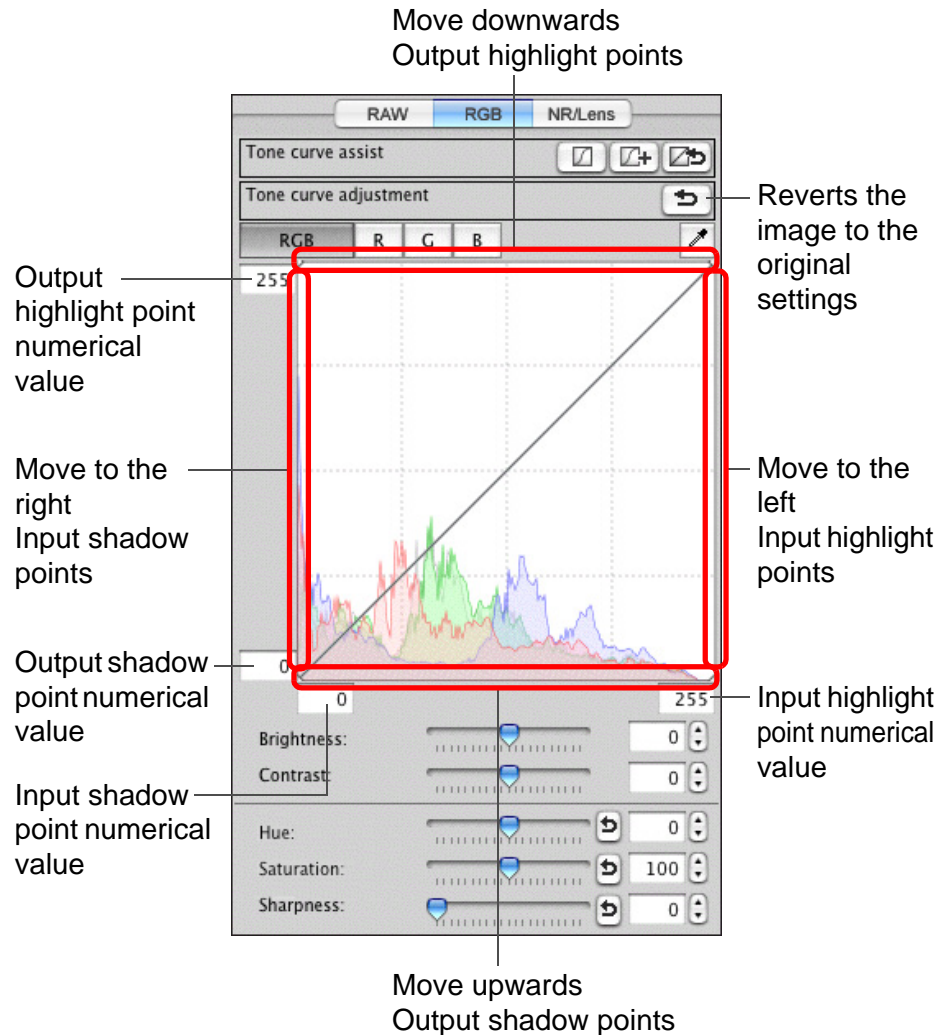 Move downwards
Output highlight points
RAW RGB NR/Lens
Tone curve assist
Tone curve adjustment
Reverts the
image to the
original
settings
RGB R G B
Output
highlight point
numerical
value
255
Move to the
right
Input shadow
points
Move to the
left
Input highlight
points
Output shadow
point numerical
value
0
0 255
Input highlight
point numerical
value
Brightness: 0
Contrast: 0
Input shadow
point numerical
value
Hue: 0
Saturation: 100
Sharpness: 0
Move upwards
Output shadow points